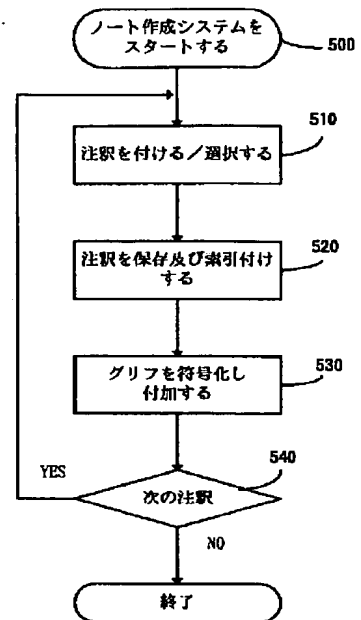 ノート作成システムを
スタートする
500
510
注釈を付ける／選択する
520
注釈を保存及び索引付け
する
530
グリフを符号化し
付加する
540
YES
次の注釈
NO
終了